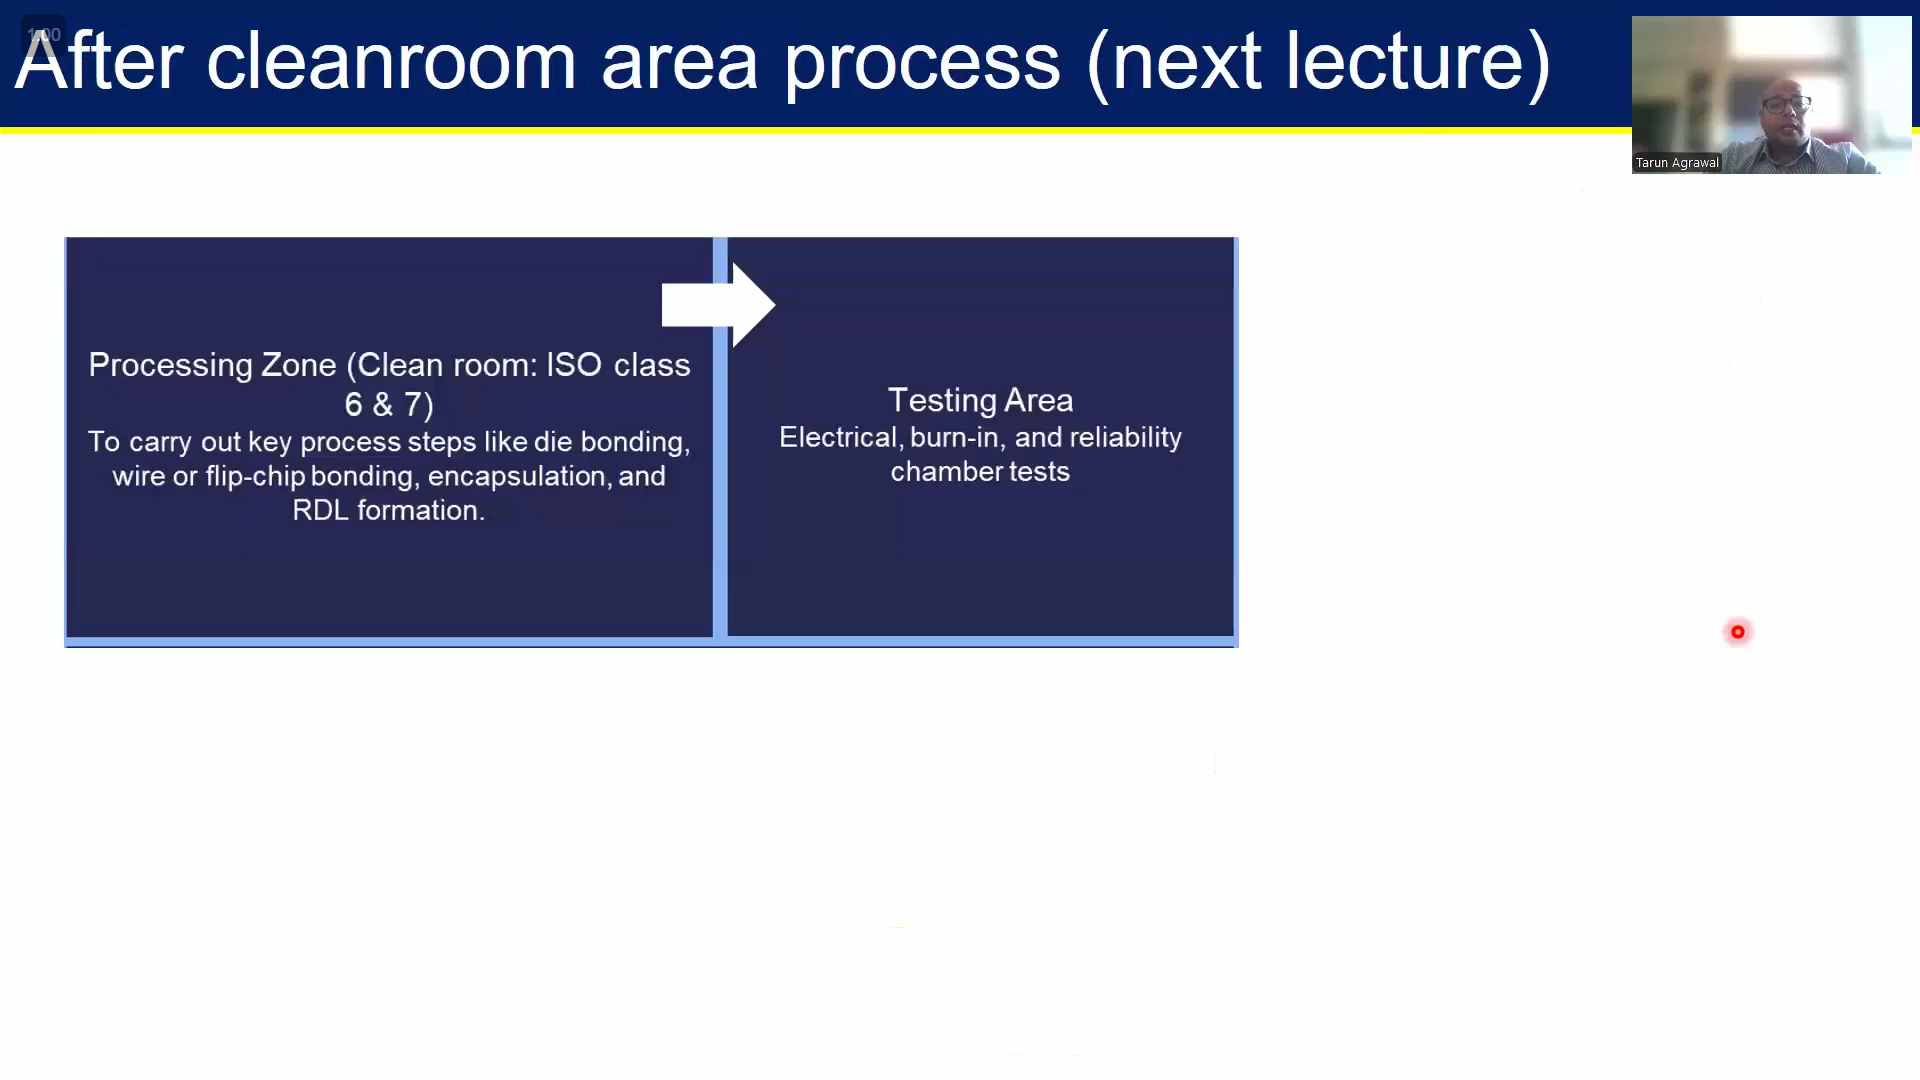 1.00
After cleanroom area process (next lecture)
Tarun Agrawal
Processing Zone (Clean room: ISO class
6 & 7)
To carry out key process steps like die bonding,
wire or flip-chip bonding, encapsulation, and
RDL formation.
Testing Area
Electrical, burn-in, and reliability
chamber tests